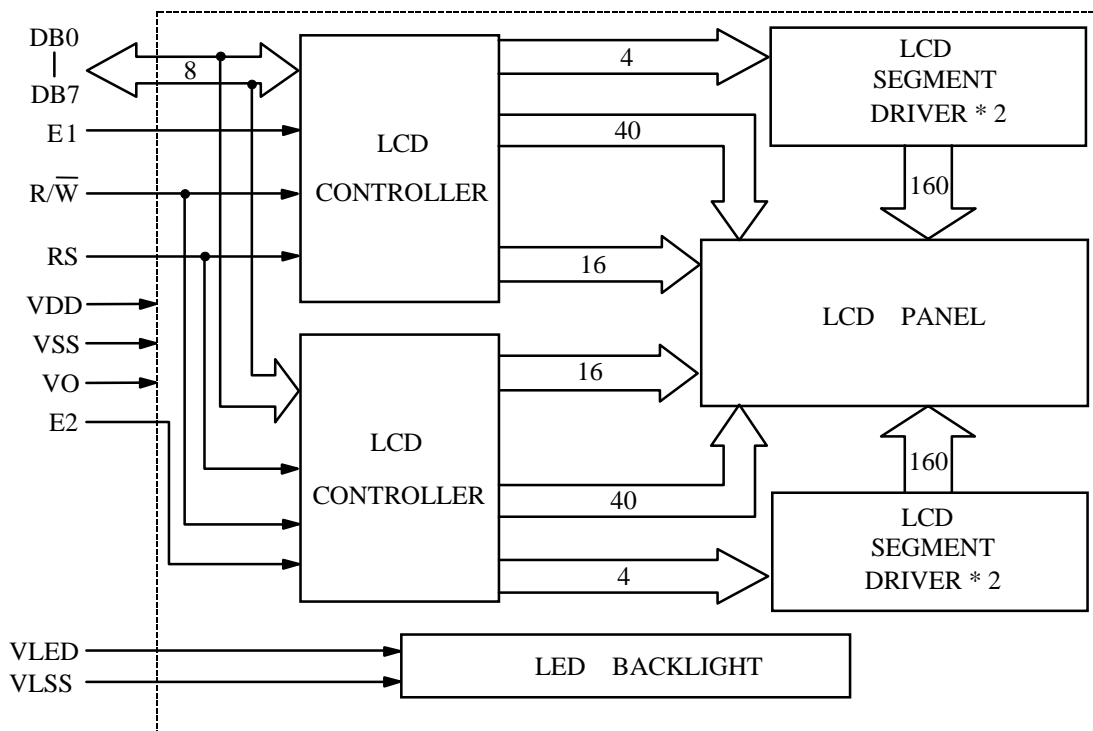 DB0
DB7
8
E1
R/W̅
RS
VDD
VSS
VO
E2
VLED
VLSS
LCD
CONTROLLER
4
40
16
LCD
SEGMENT
DRIVER * 2
160
LCD PANEL
LCD
CONTROLLER
16
40
4
160
LCD
SEGMENT
DRIVER * 2
LED BACKLIGHT